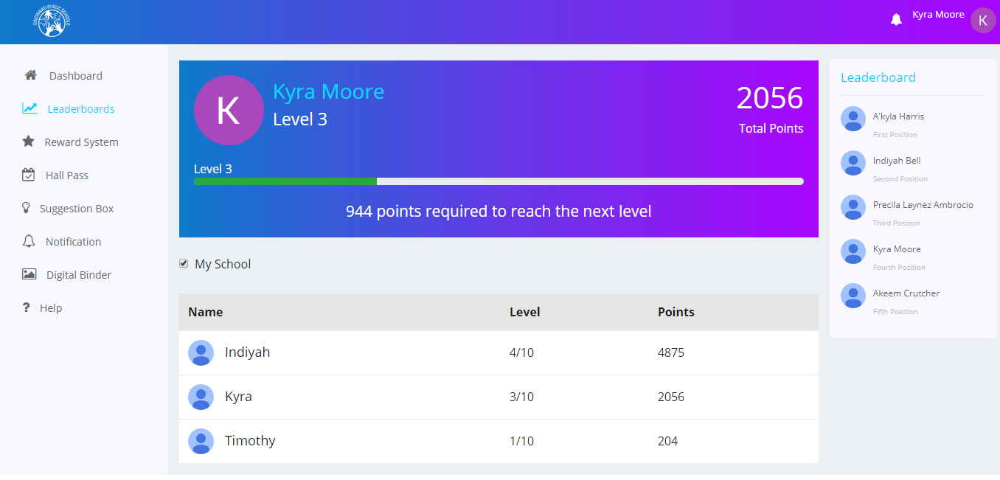 CINCINNATI PUBLIC SCHOOLS
Kyra Moore
K
Dashboard
Leaderboards
Reward System
Hall Pass
Suggestion Box
Notification
Digital Binder
? Help
K
Kyra Moore
Level 3
2056
Total Points
Level 3
944 points required to reach the next level
My School
Name Level Points
Indiyah 4/10 4875
Kyra 3/10 2056
Timothy 1/10 204
Leaderboard
A'kyla Harris
First Position
Indiyah Bell
Second Position
Precila Laynez Ambrocio
Third Position
Kyra Moore
Fourth Position
Akeem Crutcher
Fifth Position